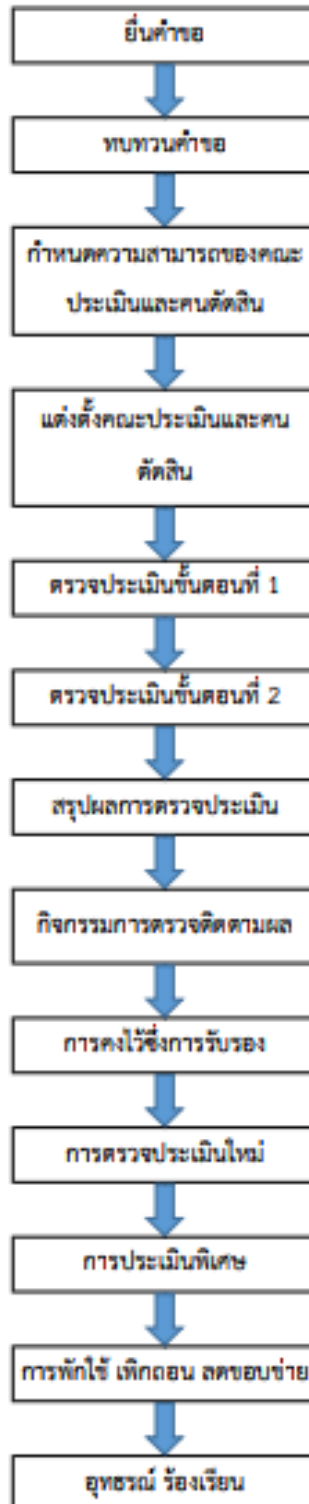 ยื่นคำขอ
ทบทวนคำขอ
กำหนดความสามารถของคณะ
ประเมินและคนตัดสิน
แต่งตั้งคณะประเมินและคน
ตัดสิน
ตรวจประเมินขั้นตอนที่ 1
ตรวจประเมินขั้นตอนที่ 2
สรุปผลการตรวจประเมิน
กิจกรรมการตรวจติดตามผล
การคงไว้ซึ่งการรับรอง
การตรวจประเมินใหม่
การประเมินพิเศษ
การพักใช้ เพิกถอน ลดขอบข่าย
อุทธรณ์ ร้องเรียน